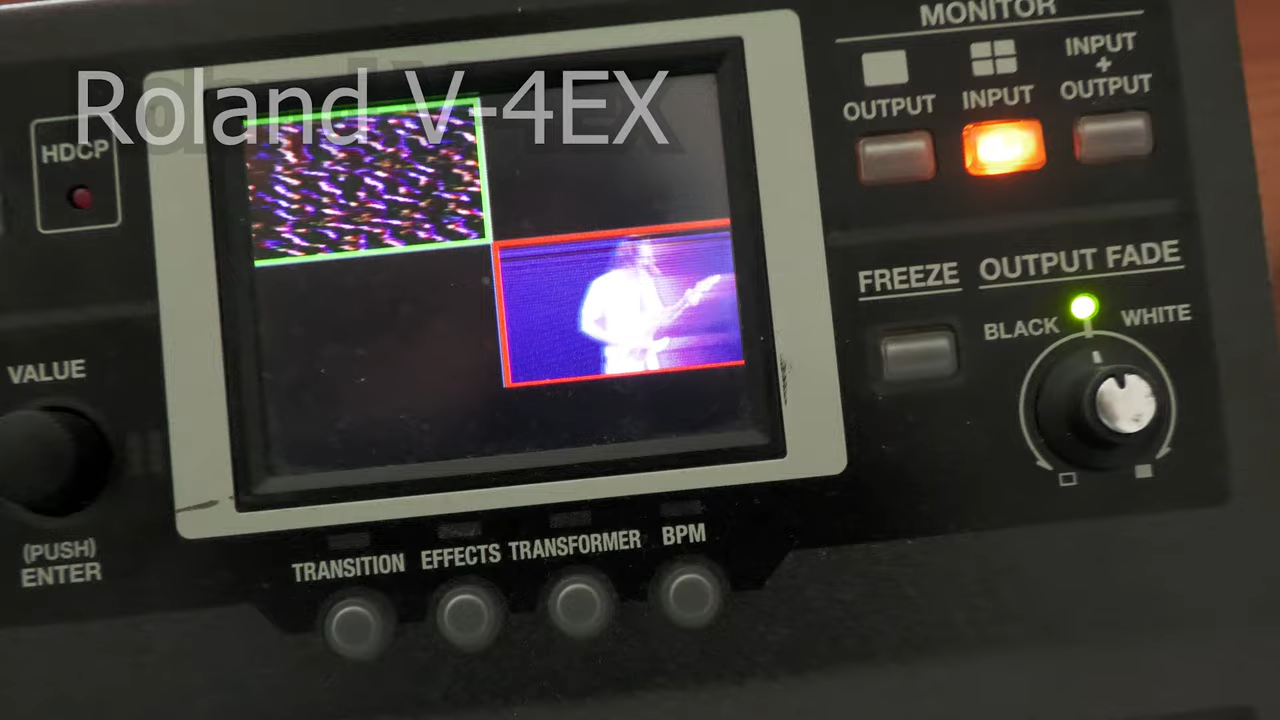 Roland V-4EX
MONITOR
OUTPUT
INPUT
INPUT
+
OUTPUT
HDCP
FREEZE
OUTPUT FADE
BLACK
WHITE
VALUE
(PUSH)
ENTER
TRANSITION
EFFECTS
TRANSFORMER
BPM